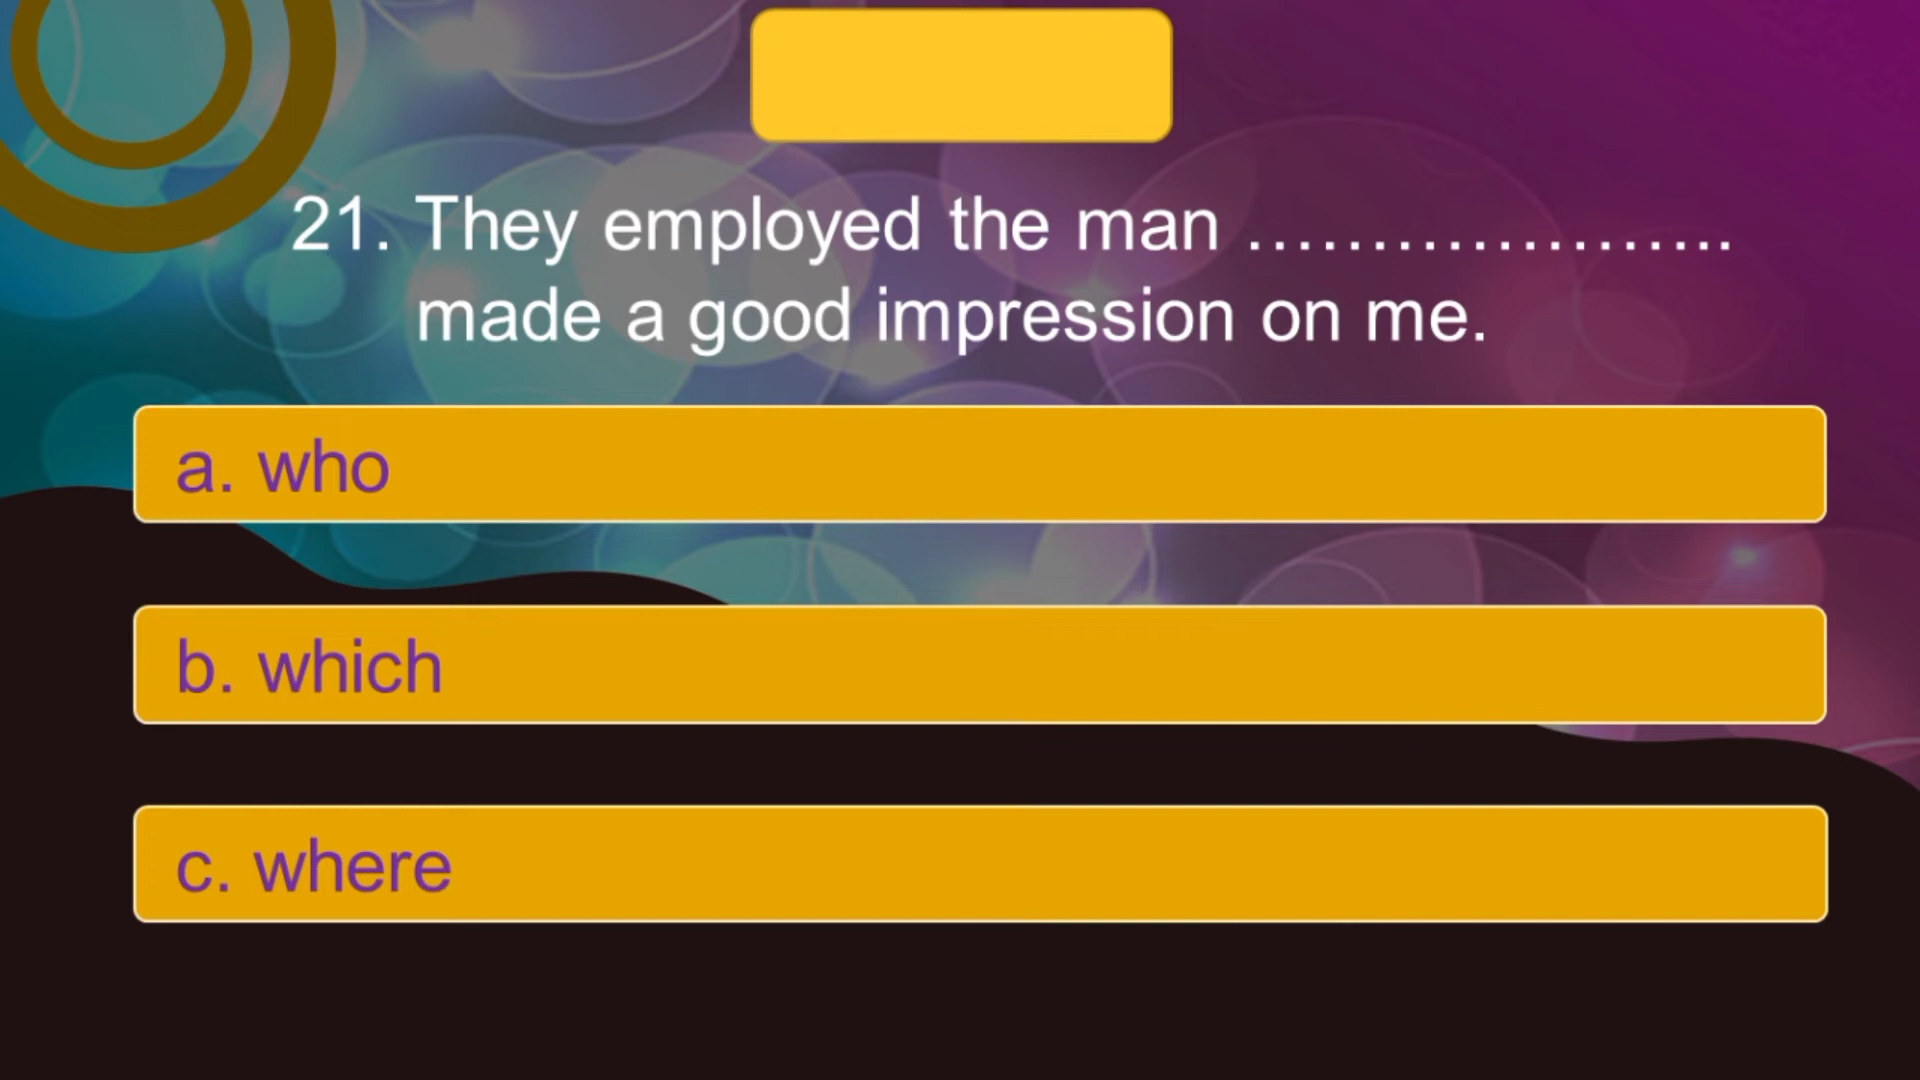 21. They employed the man ………………….
made a good impression on me.
a. who
b. which
c. where